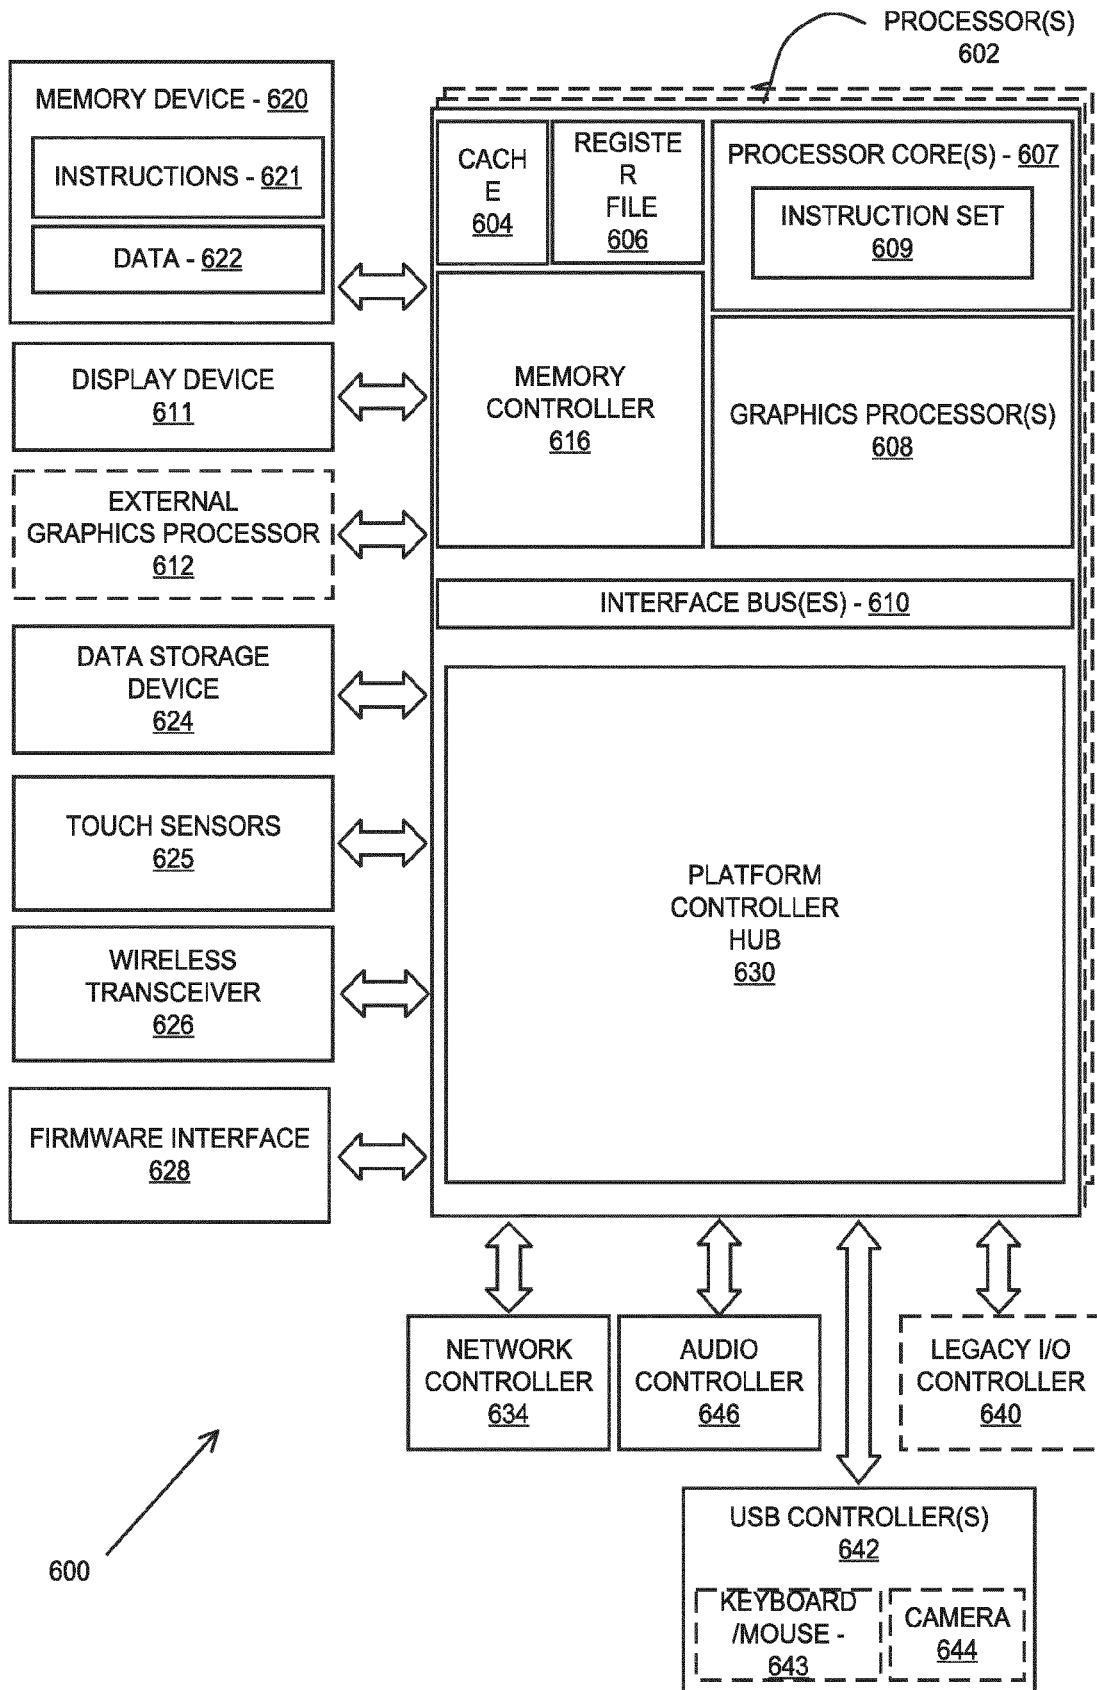 PROCESSOR(S)
602
MEMORY DEVICE - 620
INSTRUCTIONS - 621
DATA - 622
CACH
E
604
REGISTE
R
FILE
606
PROCESSOR CORE(S) - 607
INSTRUCTION SET
609
DISPLAY DEVICE
611
MEMORY
CONTROLLER
616
GRAPHICS PROCESSOR(S)
608
EXTERNAL
GRAPHICS PROCESSOR
612
INTERFACE BUS(ES) - 610
DATA STORAGE
DEVICE
624
TOUCH SENSORS
625
PLATFORM
CONTROLLER
HUB
630
WIRELESS
TRANSCEIVER
626
FIRMWARE INTERFACE
628
NETWORK
CONTROLLER
634
AUDIO
CONTROLLER
646
LEGACY I/O
CONTROLLER
640
600
USB CONTROLLER(S)
642
KEYBOARD
/MOUSE -
643
CAMERA
644